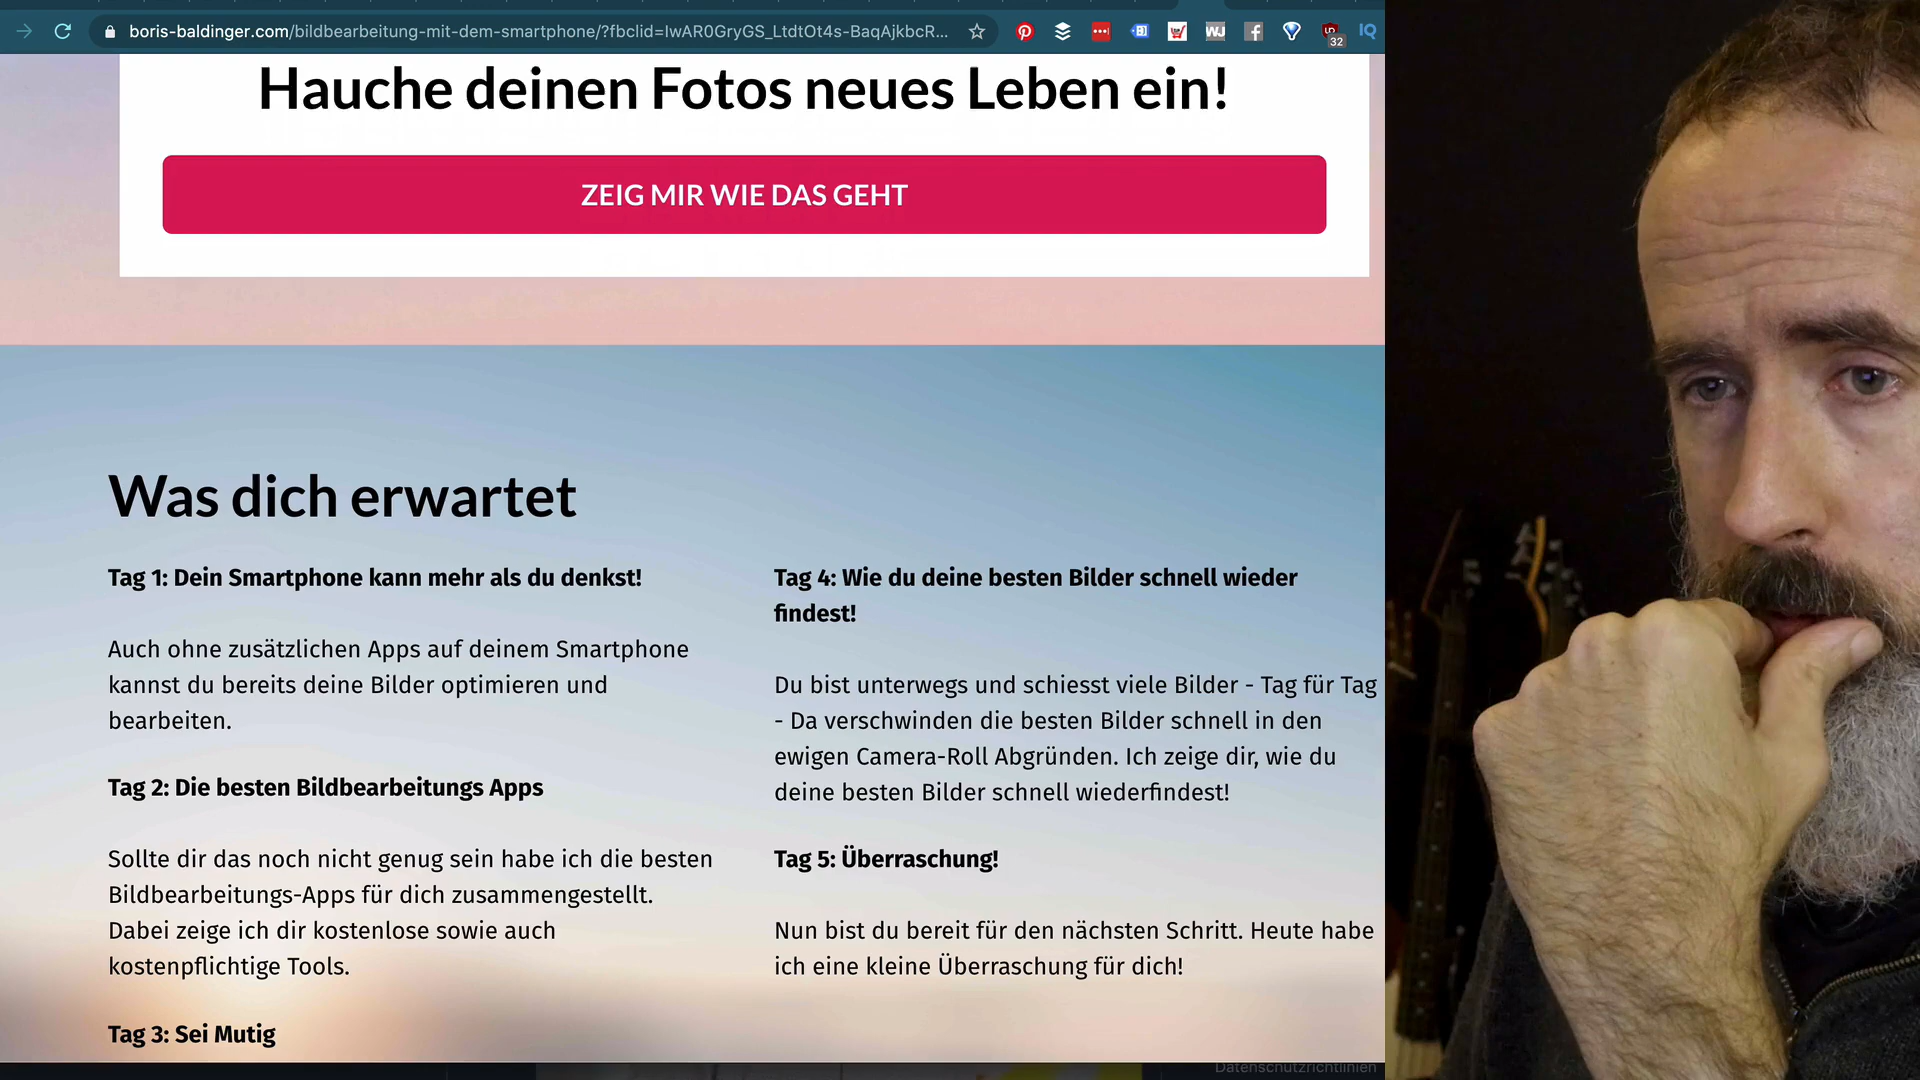 boris-baldinger.com/bildbearbeitung-mit-dem-smartphone/?fbclid=IwAR0GryGS_LtdtOt4s-BaqAjkbcR...
32
Hauche deinen Fotos neues Leben ein!
ZEIG MIR WIE DAS GEHT
Was dich erwartet
Tag 1: Dein Smartphone kann mehr als du denkst!
Auch ohne zusätzlichen Apps auf deinem Smartphone
kannst du bereits deine Bilder optimieren und
bearbeiten.
Tag 2: Die besten Bildbearbeitungs Apps
Sollte dir das noch nicht genug sein habe ich die besten
Bildbearbeitungs-Apps für dich zusammengestellt.
Dabei zeige ich dir kostenlose sowie auch
kostenpflichtige Tools.
Tag 3: Sei Mutig
Tag 4: Wie du deine besten Bilder schnell wieder
findest!
Du bist unterwegs und schiesst viele Bilder - Tag für Tag
- Da verschwinden die besten Bilder schnell in den
ewigen Camera-Roll Abgründen. Ich zeige dir, wie du
deine besten Bilder schnell wiederfindest!
Tag 5: Überraschung!
Nun bist du bereit für den nächsten Schritt. Heute habe
ich eine kleine Überraschung für dich!
Datenschutzrichtlinien